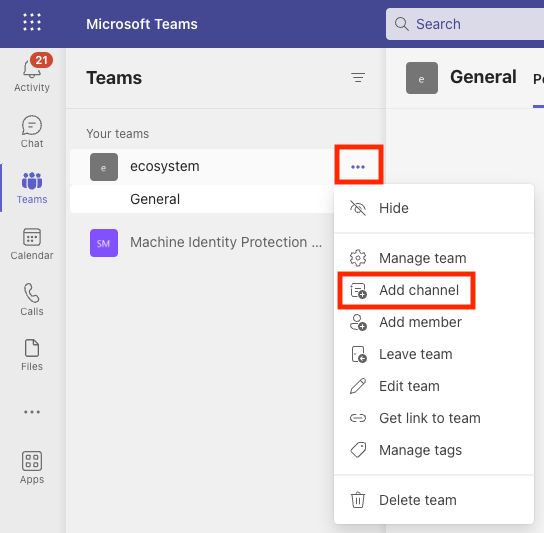 Microsoft Teams
Search
21
Activity
Chat
Teams
Calendar
Calls
Files
Apps
Teams
Your teams
e
ecosystem
General
SM
Machine Identity Protection ...
e
General
Hide
Manage team
Add channel
Add member
Leave team
Edit team
Get link to team
Manage tags
Delete team